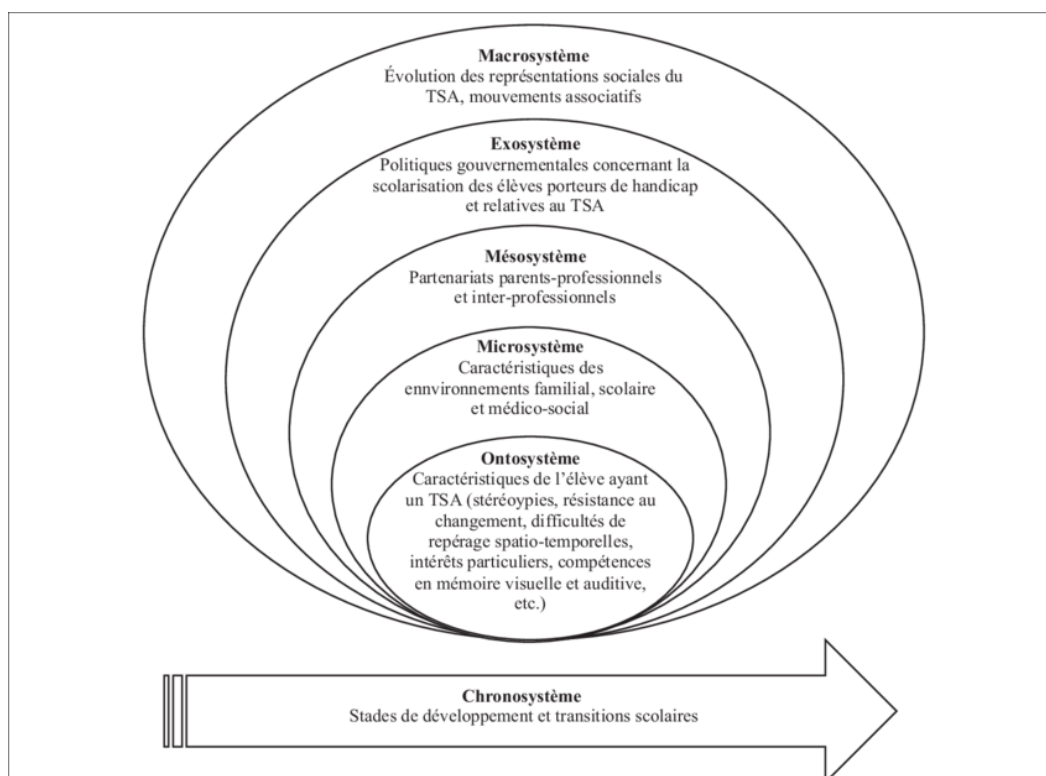 Macrosystème
Évolution des représentations sociales du
TSA, mouvements associatifs
Exosystème
Politiques gouvernementales concernant la
scolarisation des élèves porteurs de handicap
et relatives au TSA
Mésosystème
Partenariats parents-professionnels
et inter-professionnels
Microsystème
Caractéristiques des
ennvironnements familial, scolaire
et médico-social
Ontosystème
Caractéristiques de l’élève ayant
un TSA (stéréoypies, résistance au
changement, difficultés de
repérage spatio-temporelles,
intérêts particuliers, compétences
en mémoire visuelle et auditive,
etc.)
Chronosystème
Stades de développement et transitions scolaires